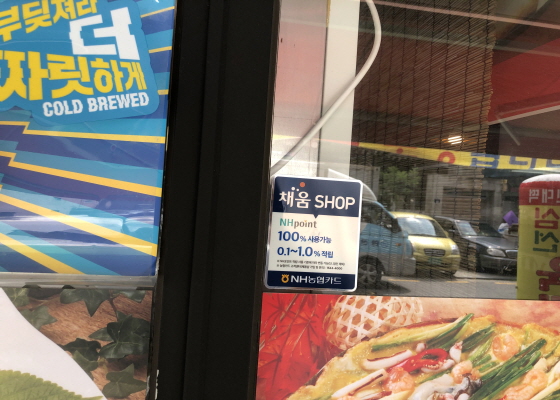 부딪쳐라
더
짜릿하게
COLD BREWED
채움 SHOP
NHpoint
100% 사용가능
0.1~1.0% 적립
NH농협카드